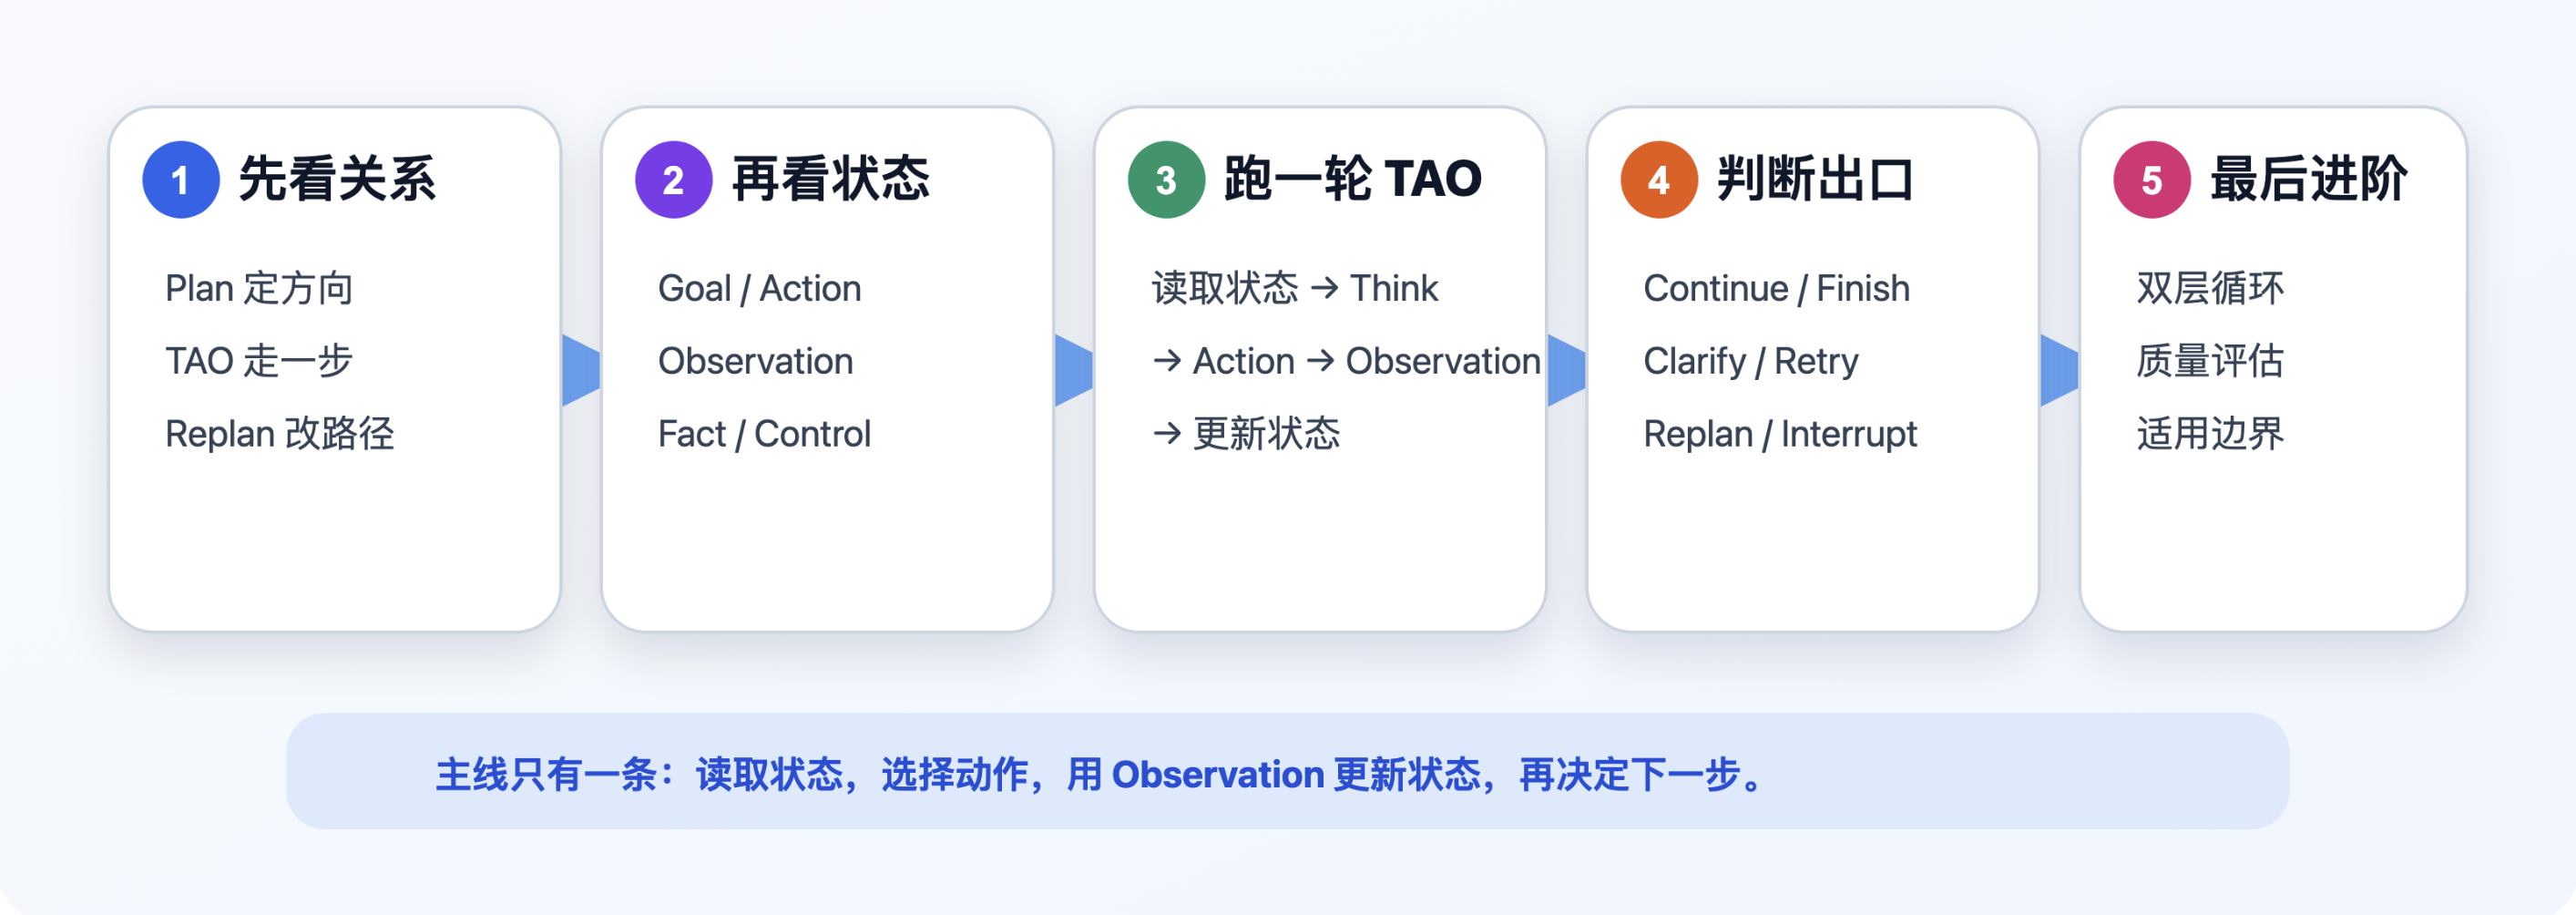 1 先看关系
Plan 定方向
TAO 走一步
Replan 改路径
2 再看状态
Goal / Action
Observation
Fact / Control
3 跑一轮 TAO
读取状态 → Think
→ Action → Observation
→ 更新状态
4 判断出口
Continue / Finish
Clarify / Retry
Replan / Interrupt
5 最后进阶
双层循环
质量评估
适用边界
主线只有一条：读取状态，选择动作，用 Observation 更新状态，再决定下一步。